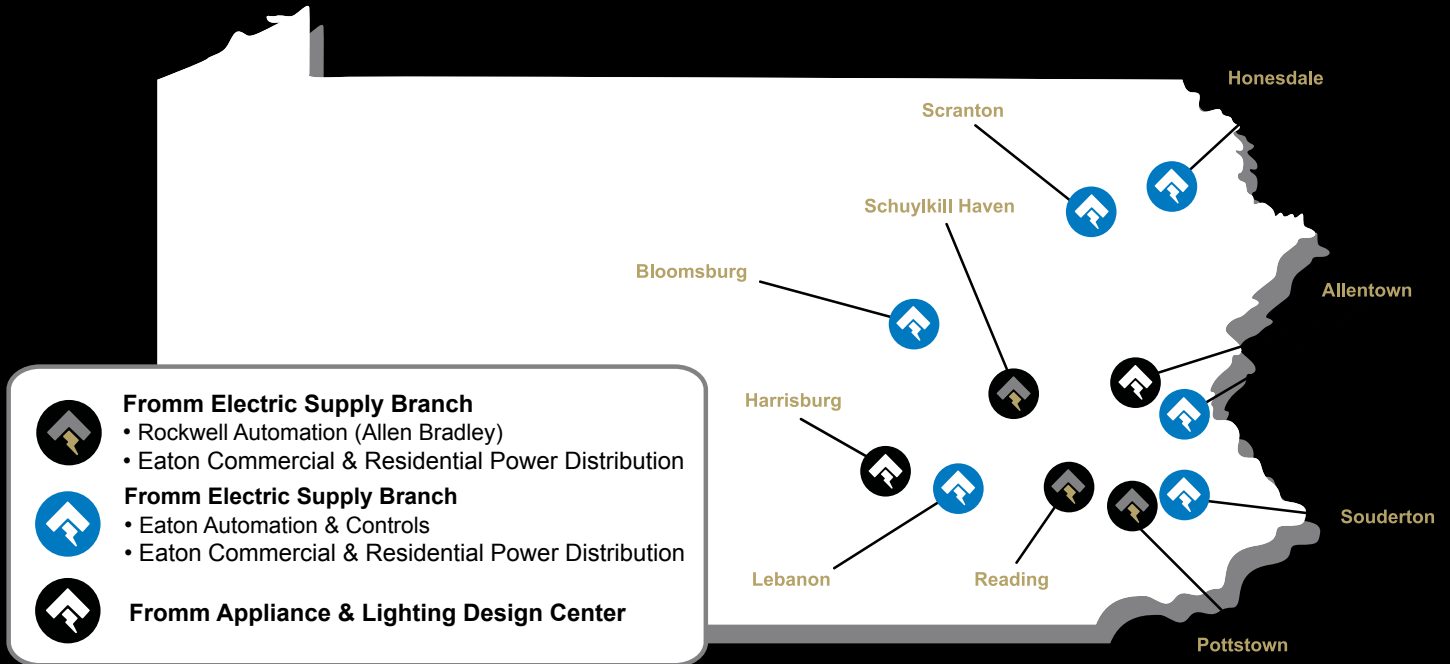 Honesdale
Scranton
Schuylkill Haven
Bloomsburg
Allentown
Harrisburg
Lebanon
Reading
Souderton
Pottstown
Fromm Electric Supply Branch
• Rockwell Automation (Allen Bradley)
• Eaton Commercial & Residential Power Distribution
Fromm Electric Supply Branch
• Eaton Automation & Controls
• Eaton Commercial & Residential Power Distribution
Fromm Appliance & Lighting Design Center